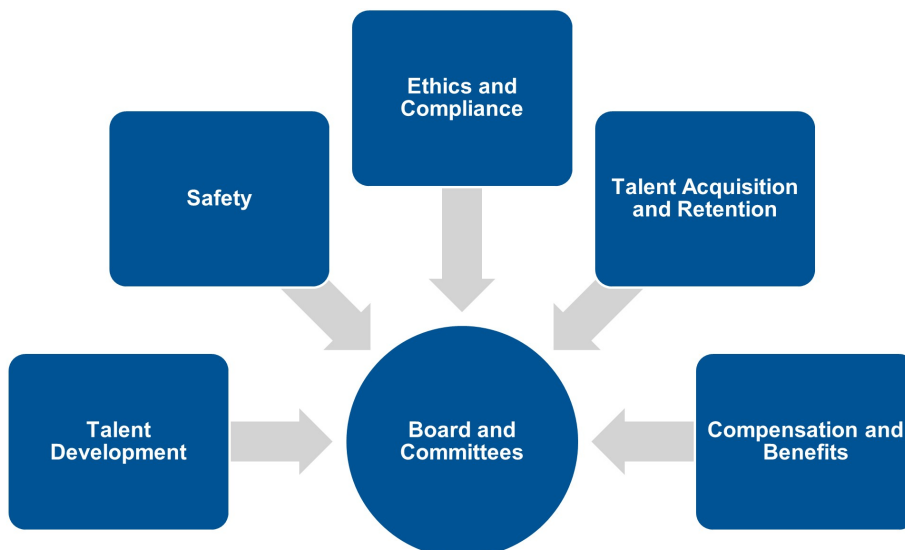 Ethics and
Compliance
Safety
Talent Acquisition
and Retention
Talent
Development
Board and
Committees
Compensation and
Benefits